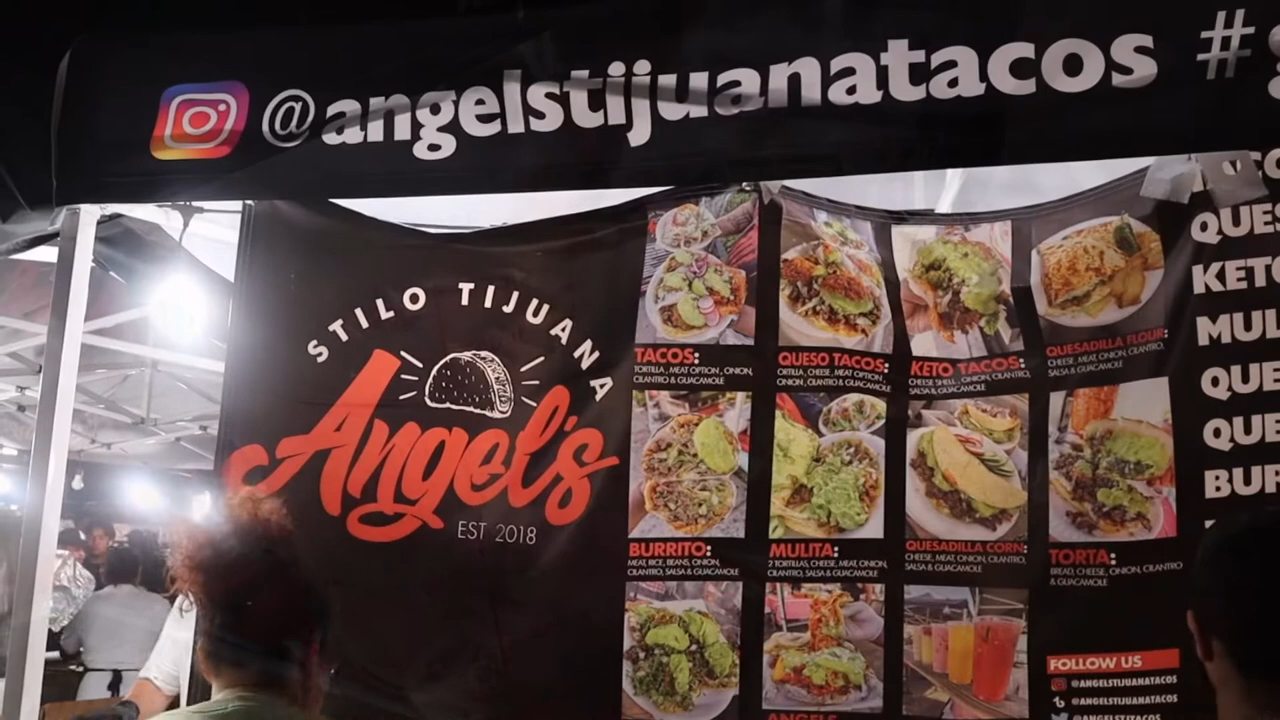 @angelstijuanatacos #
STILO TIJUANA
Angel's
EST 2018
TACOS:
TORTILLA , MEAT OPTION , ONION,
CILANTRO & GUACAMOLE
QUESO TACOS:
ORTILLA , CHEESE, MEAT OPTION ,
ONION , CILANTRO & GUACAMOLE
KETO TACOS:
CHEESE SHELL , ONION, CILANTRO,
SALSA & GUACAMOLE
QUESADILLA FLOUR:
CHEESE, MEAT, ONION, CILANTRO,
SALSA & GUACAMOLE
BURRITO:
MEAT, RICE, BEANS, ONION,
CILANTRO, SALSA & GUACAMOLE
MULITA:
2 TORTILLAS, CHEESE, MEAT, ONION,
CILANTRO, SALSA & GUACAMOLE
QUESADILLA CORN:
CHEESE, MEAT, ONION, CILANTRO,
SALSA & GUACAMOLE
TORTA:
BREAD, CHEESE, ONION, CILANTRO
& GUACAMOLE
ANGELS
FOLLOW US
@ANGELSTIJUANATACOS
@ANGELSTIJUANATACOS
@ANGELSTIJUANATACOS
QUES
KETO
MUL
QUE
QUE
BUR